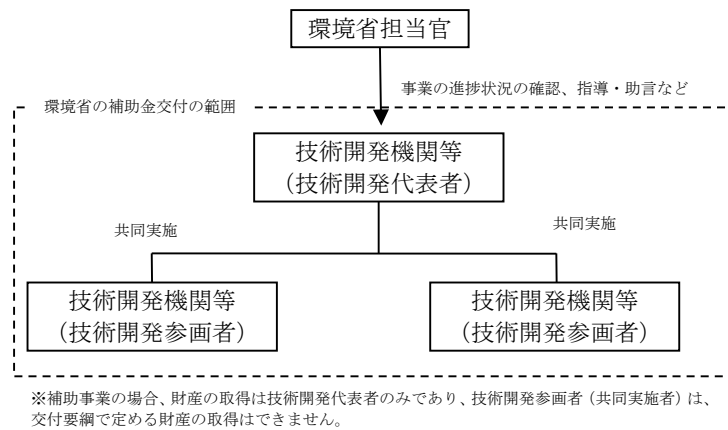 環境省担当官
事業の進捗状況の確認、指導・助言など
環境省の補助金交付の範囲
技術開発機関等
（技術開発代表者）
共同実施
共同実施
技術開発機関等
（技術開発参画者）
技術開発機関等
（技術開発参画者）
※補助事業の場合、財産の取得は技術開発代表者のみであり、技術開発参画者（共同実施者）は、
交付要綱で定める財産の取得はできません。